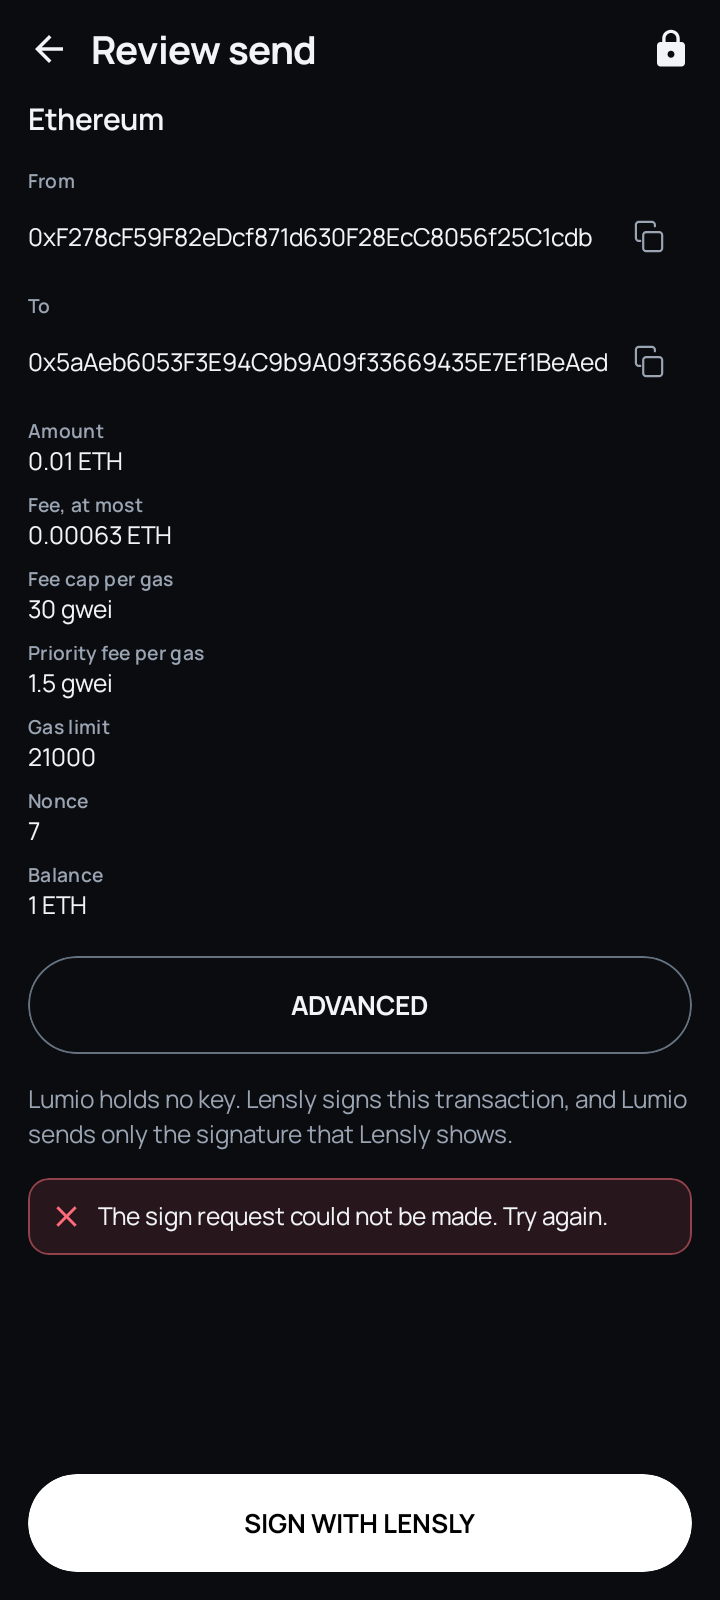 Review send
Ethereum
From
0xF278cF59F82eDcf871d630F28EcC8056f25C1cdb
To
0x5aAeb6053F3E94C9b9A09f33669435E7Ef1BeAed
Amount
0.01 ETH
Fee, at most
0.00063 ETH
Fee cap per gas
30 gwei
Priority fee per gas
1.5 gwei
Gas limit
21000
Nonce
7
Balance
1 ETH
ADVANCED
Lumio holds no key. Lensly signs this transaction, and Lumio
sends only the signature that Lensly shows.
The sign request could not be made. Try again.
SIGN WITH LENSLY